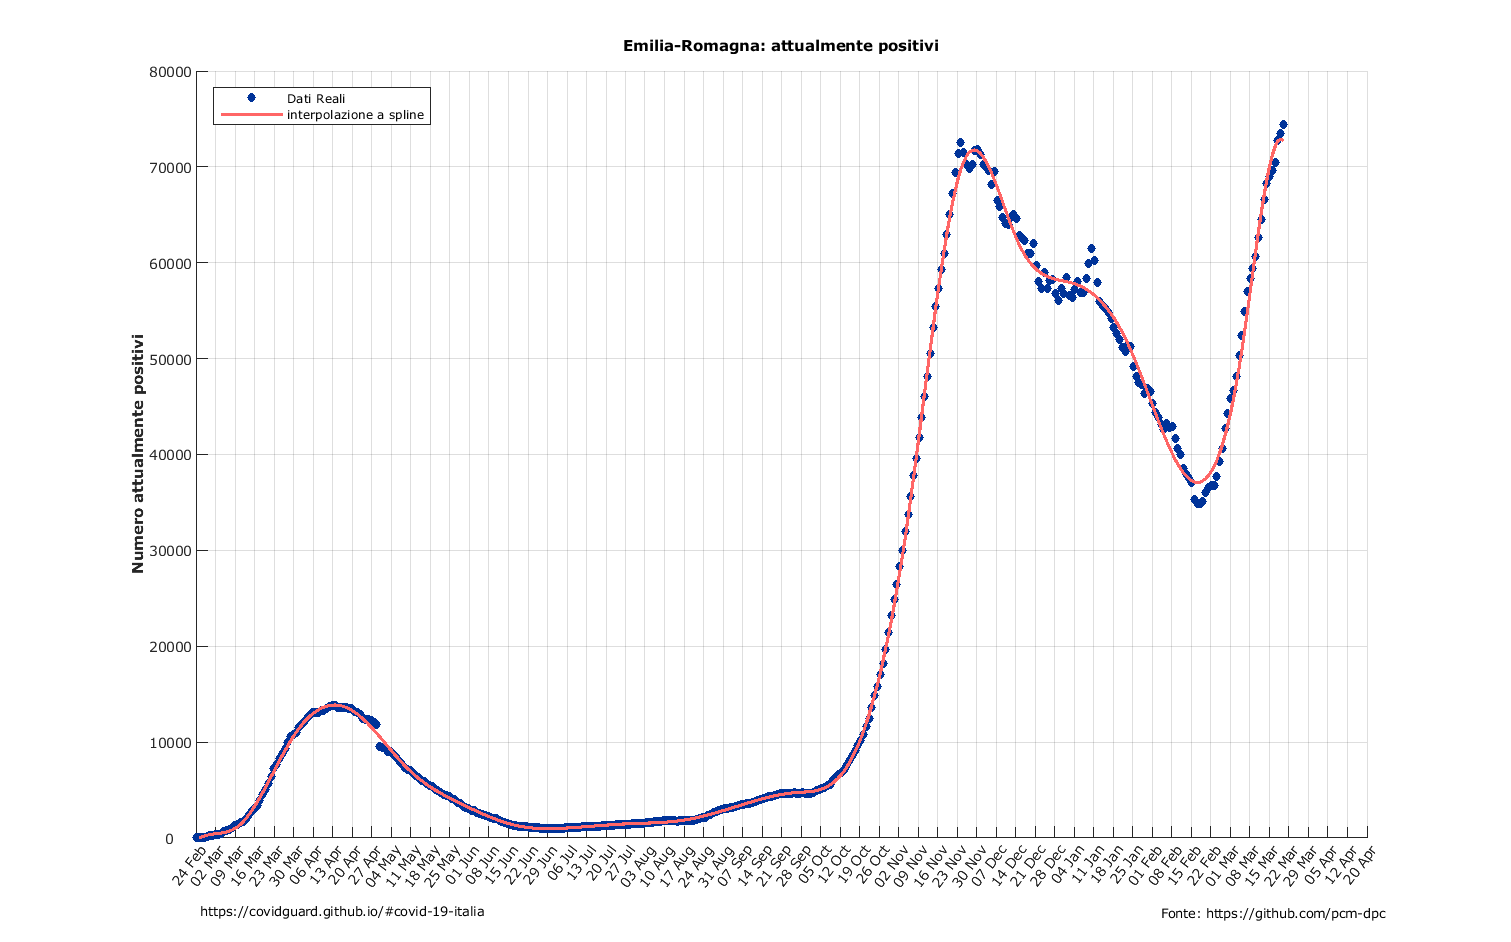 Emilia-Romagna: attualmente positivi
Dati Reali
interpolazione a spline
Numero attualmente positivi
80000
70000
60000
50000
40000
30000
20000
10000
0
24 Feb
02 Mar
09 Mar
16 Mar
23 Mar
30 Mar
06 Apr
13 Apr
20 Apr
27 Apr
04 May
11 May
18 May
25 May
01 Jun
08 Jun
15 Jun
22 Jun
29 Jun
06 Jul
13 Jul
20 Jul
27 Jul
03 Aug
10 Aug
17 Aug
24 Aug
31 Aug
07 Sep
14 Sep
21 Sep
28 Sep
05 Oct
12 Oct
19 Oct
26 Oct
02 Nov
09 Nov
16 Nov
23 Nov
30 Nov
07 Dec
14 Dec
21 Dec
28 Dec
04 Jan
11 Jan
18 Jan
25 Jan
01 Feb
08 Feb
15 Feb
22 Feb
01 Mar
08 Mar
15 Mar
22 Mar
29 Mar
05 Apr
12 Apr
20 Apr
https://covidguard.github.io/#covid-19-italia
Fonte: https://github.com/pcm-dpc